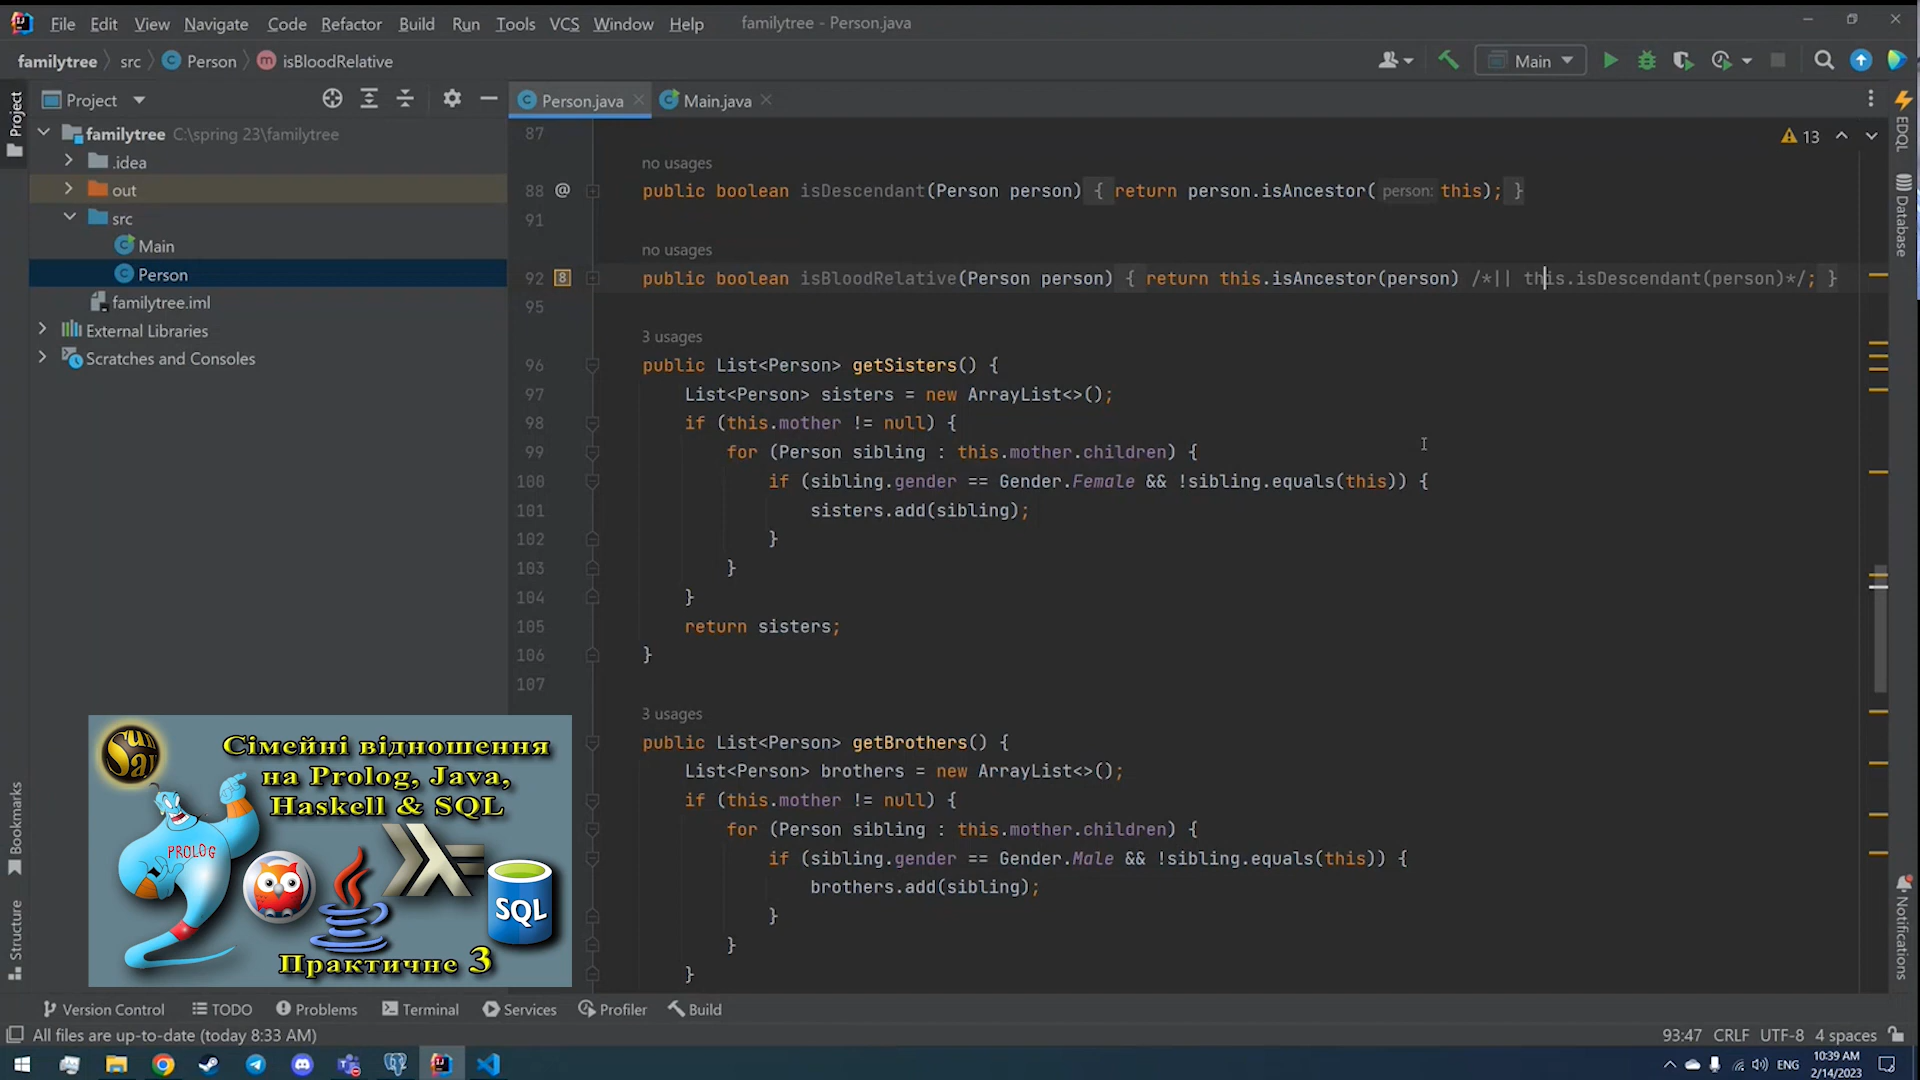 File Edit View Navigate Code Refactor Build Run Tools VCS Window Help familytree - Person.java
familytree src Person isBloodRelative Main
Project
Project
Person.java
Main.java
EDQL
Database
Notifications
Bookmarks
Structure
familytree C:\spring 23\familytree
.idea
out
src
Main
Person
familytree.iml
External Libraries
Scratches and Consoles
13
87
no usages
88 @ public boolean isDescendant(Person person) { return person.isAncestor( person: this); }
91
no usages
92 8 public boolean isBloodRelative(Person person) { return this.isAncestor(person) /*|| this.isDescendant(person)*/; }
95
3 usages
96 public List<Person> getSisters() {
97 List<Person> sisters = new ArrayList<>();
98 if (this.mother != null) {
99 for (Person sibling : this.mother.children) {
100 if (sibling.gender == Gender.Female && !sibling.equals(this)) {
101 sisters.add(sibling);
102 }
103 }
104 }
105 return sisters;
106 }
107
3 usages
public List<Person> getBrothers() {
List<Person> brothers = new ArrayList<>();
if (this.mother != null) {
for (Person sibling : this.mother.children) {
if (sibling.gender == Gender.Male && !sibling.equals(this)) {
brothers.add(sibling);
}
}
}
Сімейні відношення
на Prolog, Java,
Haskell & SQL
PROLOG
SQL
Практичне 3
Version Control TODO Problems Terminal Services Profiler Build
All files are up-to-date (today 8:33 AM) 93:47 CRLF UTF-8 4 spaces
ENG
10:39 AM
2/14/2023